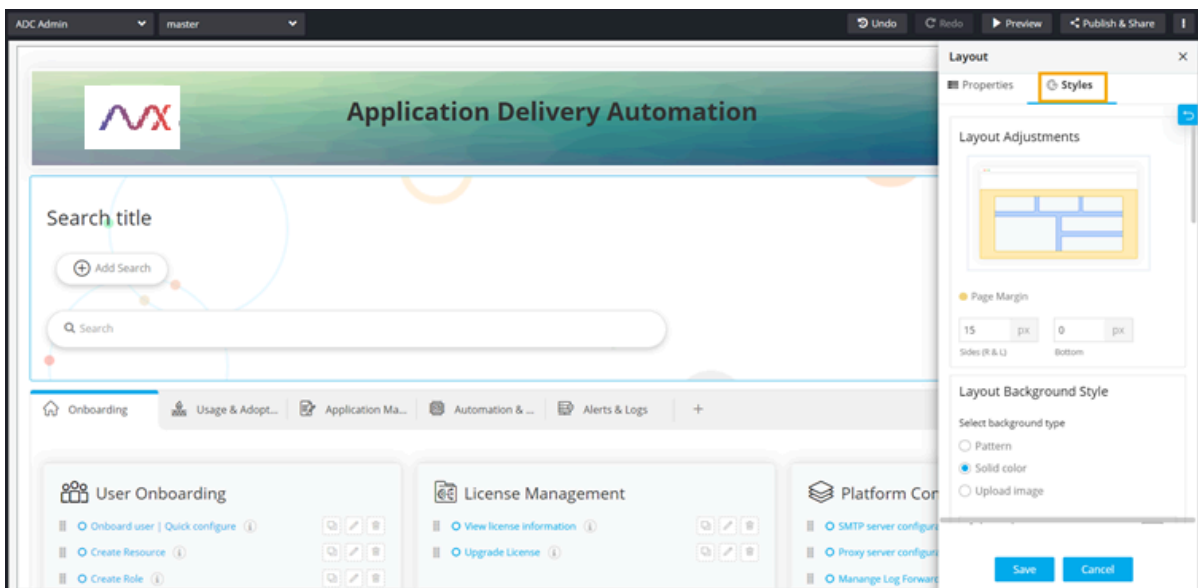 ADC Admin master Undo Redo Preview Publish & Share
Layout
Properties Styles
Application Delivery Automation
Layout Adjustments
Page Margin
15 px 0 px
Sides (R & L) Bottom
Layout Background Style
Select background type
Pattern
Solid color
Upload image
Save Cancel
Search title
Add Search
Search
Onboarding Usage & Adopt... Application Ma... Automation & ... Alerts & Logs +
User Onboarding
Onboard user | Quick configure
Create Resource
Create Role
License Management
View license information
Upgrade License
Platform Cor
SMTP server configura
Proxy server configura
Manange Log Forward